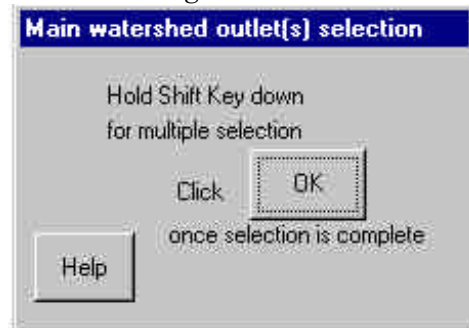 Main watershed outlet(s) selection
Hold Shift Key down
for multiple selection
Click OK
once selection is complete
Help